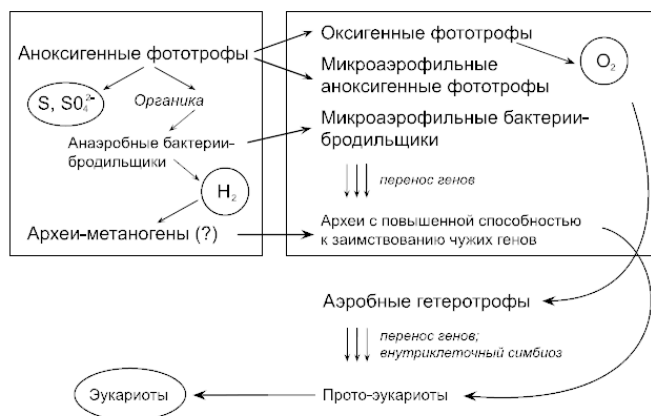 Аноксигенные фототрофы
S, SO₄²⁻
Органика
Анаэробные бактерии-
бродильщики
H₂
Археи-метаногены (?)
Оксигенные фототрофы
O₂
Микроаэрофильные
аноксигенные фототрофы
Микроаэрофильные бактерии-
бродильщики
перенос генов
Археи с повышенной способностью
к заимствованию чужих генов
Аэробные гетеротрофы
перенос генов;
внутриклеточный симбиоз
Эукариоты
Прото-эукариоты